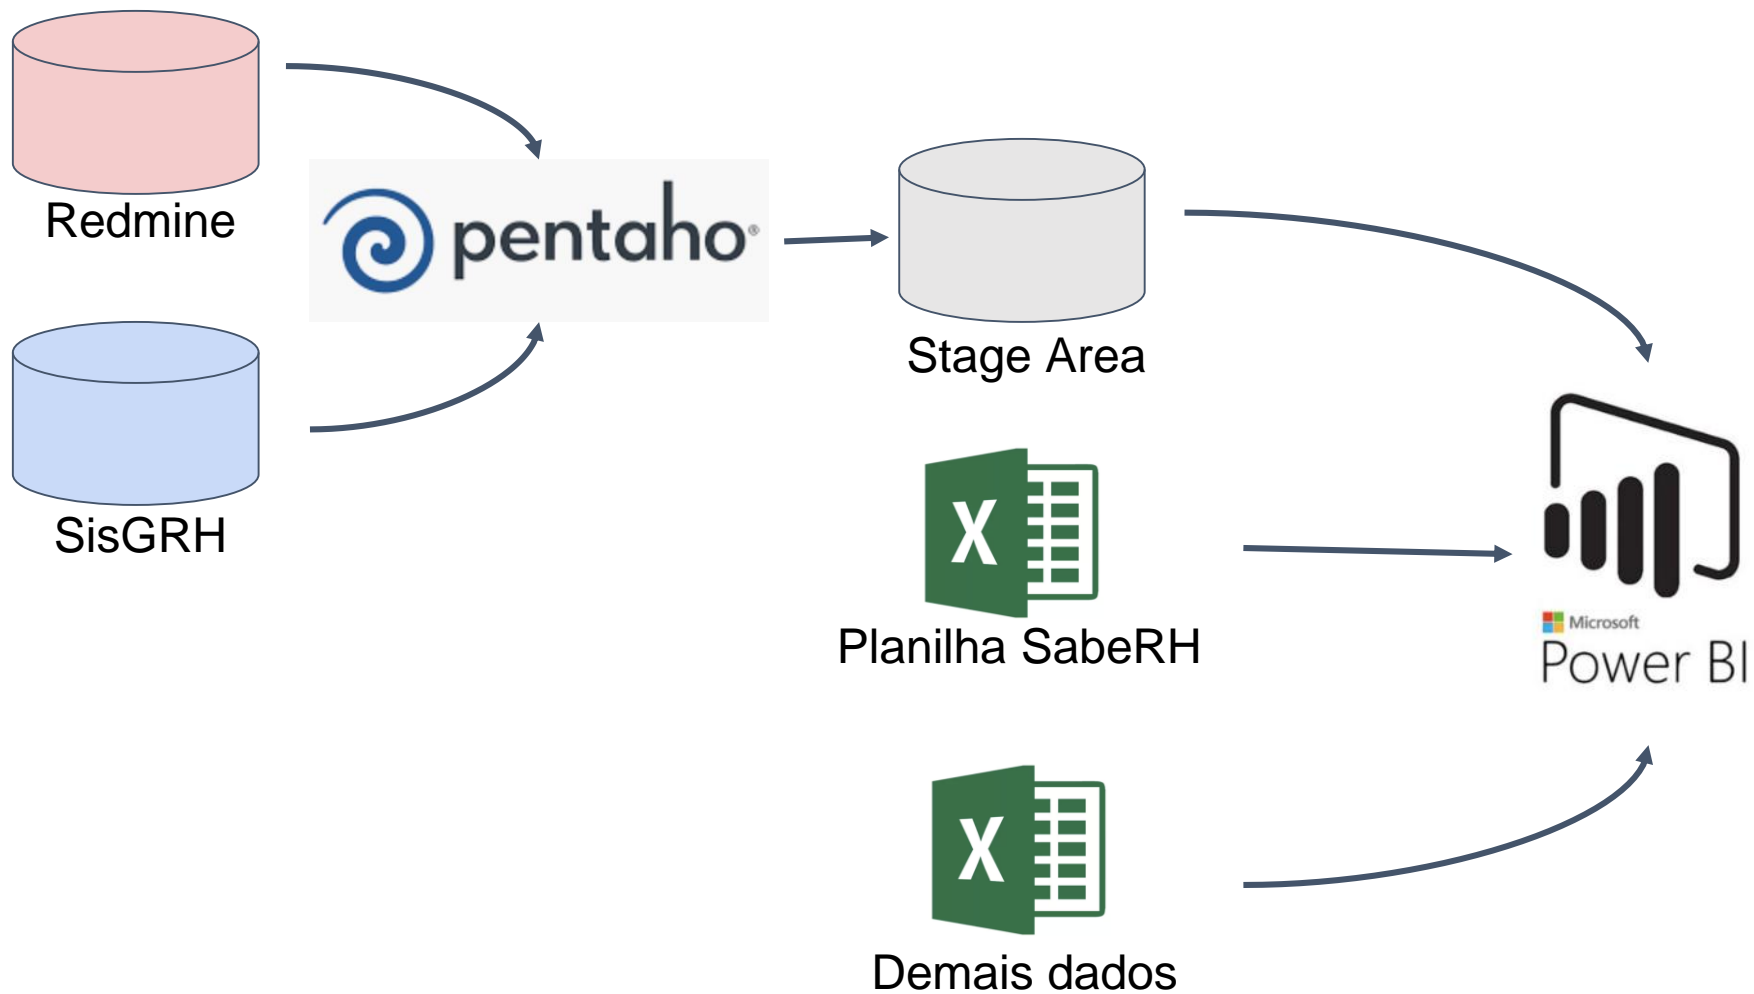 Redmine
pentaho®
SisGRH
Stage Area
X
Planilha SabeRH
Microsoft
Power BI
X
Demais dados